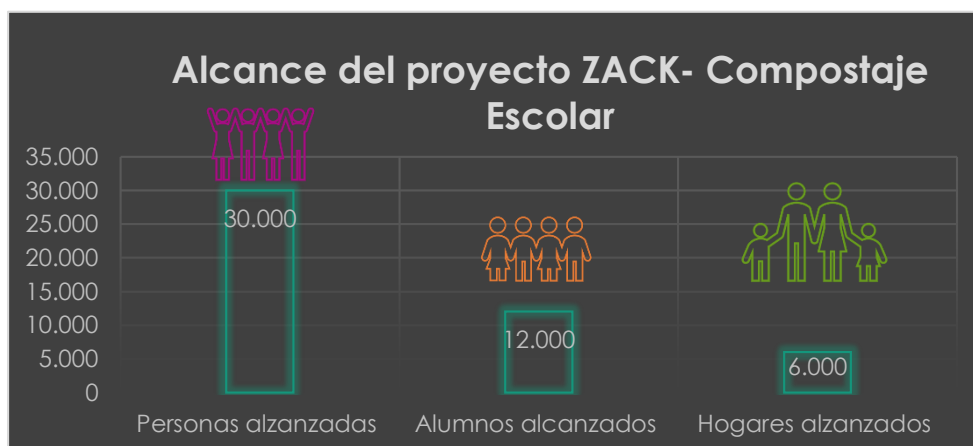 Alcance del proyecto ZACK- Compostaje
Escolar
35.000
30.000
25.000
20.000
15.000
10.000
5.000
0
30.000
12.000
6.000
Personas alzanzadas
Alumnos alcanzados
Hogares alzanzados